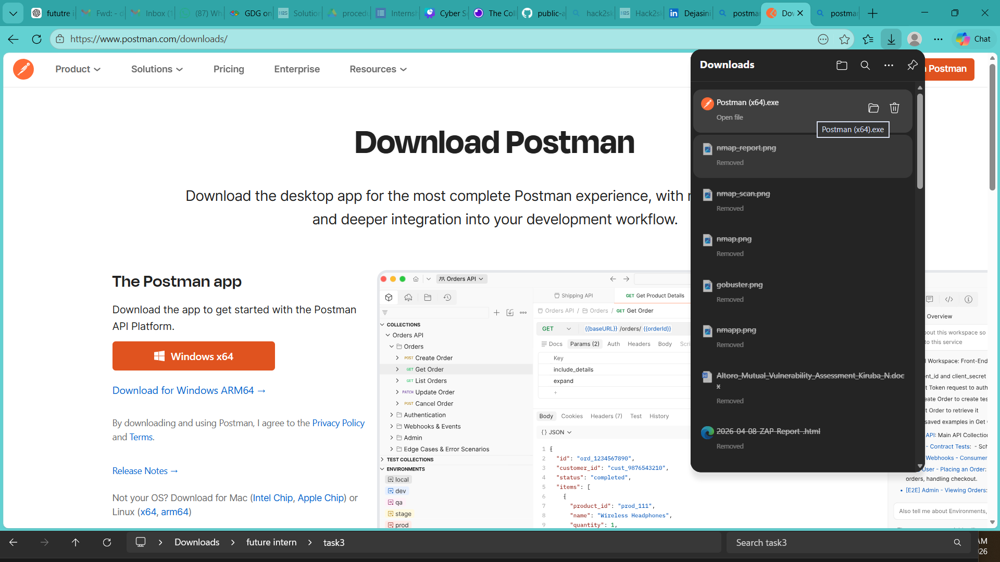 fututre i
Fwd: - d
Inbox (1
(87) Wh
GDG on
Solution
procedu
Internsh
Cyber S
The Coll
public-a
hack2sk
Hack2sk
Dejasini
postma
Dow
postmai
https://www.postman.com/downloads/
Chat
Product
Solutions
Pricing
Enterprise
Resources
Postman
Download Postman
Download the desktop app for the most complete Postman experience, with
and deeper integration into your development workflow.
The Postman app
Download the app to get started with the Postman
API Platform.
Windows x64
Download for Windows ARM64 →
By downloading and using Postman, I agree to the Privacy Policy
and Terms.
Release Notes →
Not your OS? Download for Mac (Intel Chip, Apple Chip) or
Linux (x64, arm64)
Orders API
Shipping API
GET Get Product Details
Orders API / Orders / GET Get Order
COLLECTIONS
Orders API
Orders
POST Create Order
GET Get Order
GET List Orders
PATCH Update Order
POST Cancel Order
Authentication
Webhooks & Events
Admin
Edge Cases & Error Scenarios
TEST COLLECTIONS
ENVIRONMENTS
local
dev
qa
stage
prod
GET {{baseURL}} /orders/ {{orderId}}
Docs Params (2) Auth Headers Body Scri
Key
include_details
expand
+
Body Cookies Headers (7) Test History
{} JSON
1 {
2 "id": "ord_1234567890",
3 "customer_id": "cust_9876543210",
4 "status": "completed",
5 "items": [
6 {
7 "product_id": "prod_111",
8 "name": "Wireless Headphones",
9 "quantity": 1,
Downloads
Postman (x64).exe
Open file
Postman (x64).exe
nmap_report.png
Removed
nmap_scan.png
Removed
nmap.png
Removed
gobuster.png
Removed
nmapp.png
Removed
Altoro_Mutual_Vulnerability_Assessment_Kiruba_N.doc
x
Removed
2026-04-08-ZAP-Report-.html
Removed
Overview
out this workspace so
to this service
Workspace: Front-End
nt_id and client_secret
t Token request to auth
eate Order to create tes
t Order to retrieve it
saved examples in Get
API: Main API Collection
- Contract Tests: - Sch
Webhooks - Consumer
User - Placing an Order:
orders, handling checkout.
• [E2E] Admin - Viewing Orders:
Also tell me about Environments,
Downloads > future intern > task3
Search task3
AM
26